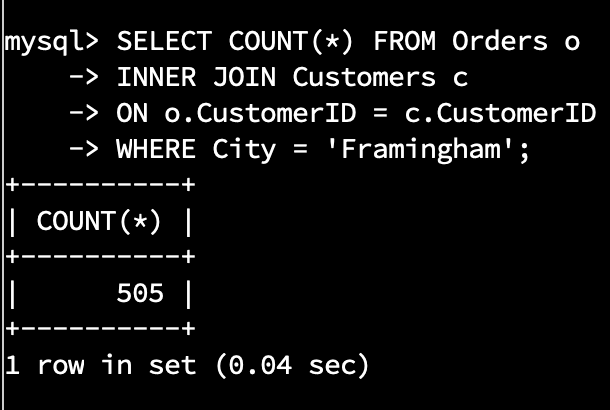 mysql> SELECT COUNT(*) FROM Orders o
    -> INNER JOIN Customers c
    -> ON o.CustomerID = c.CustomerID
    -> WHERE City = 'Framingham';
+----------+
| COUNT(*) |
+----------+
|      505 |
+----------+
1 row in set (0.04 sec)